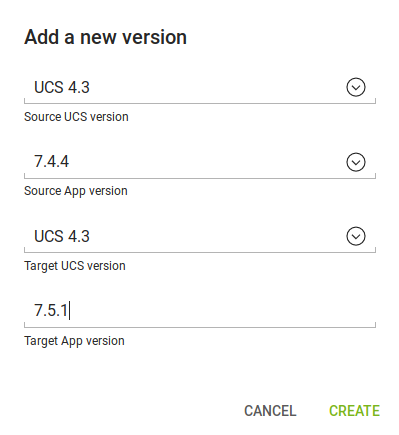 Add a new version
UCS 4.3
Source UCS version
7.4.4
Source App version
UCS 4.3
Target UCS version
7.5.1
Target App version
CANCEL CREATE